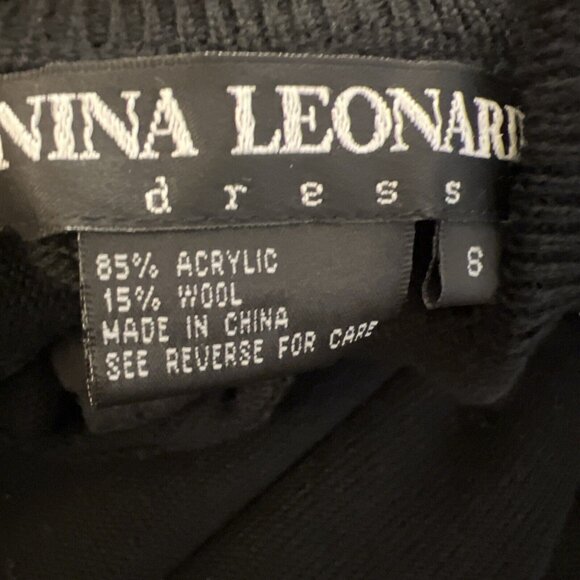 NINA LEONARD
dress
85% ACRYLIC
15% WOOL
MADE IN CHINA
SEE REVERSE FOR CARE
8